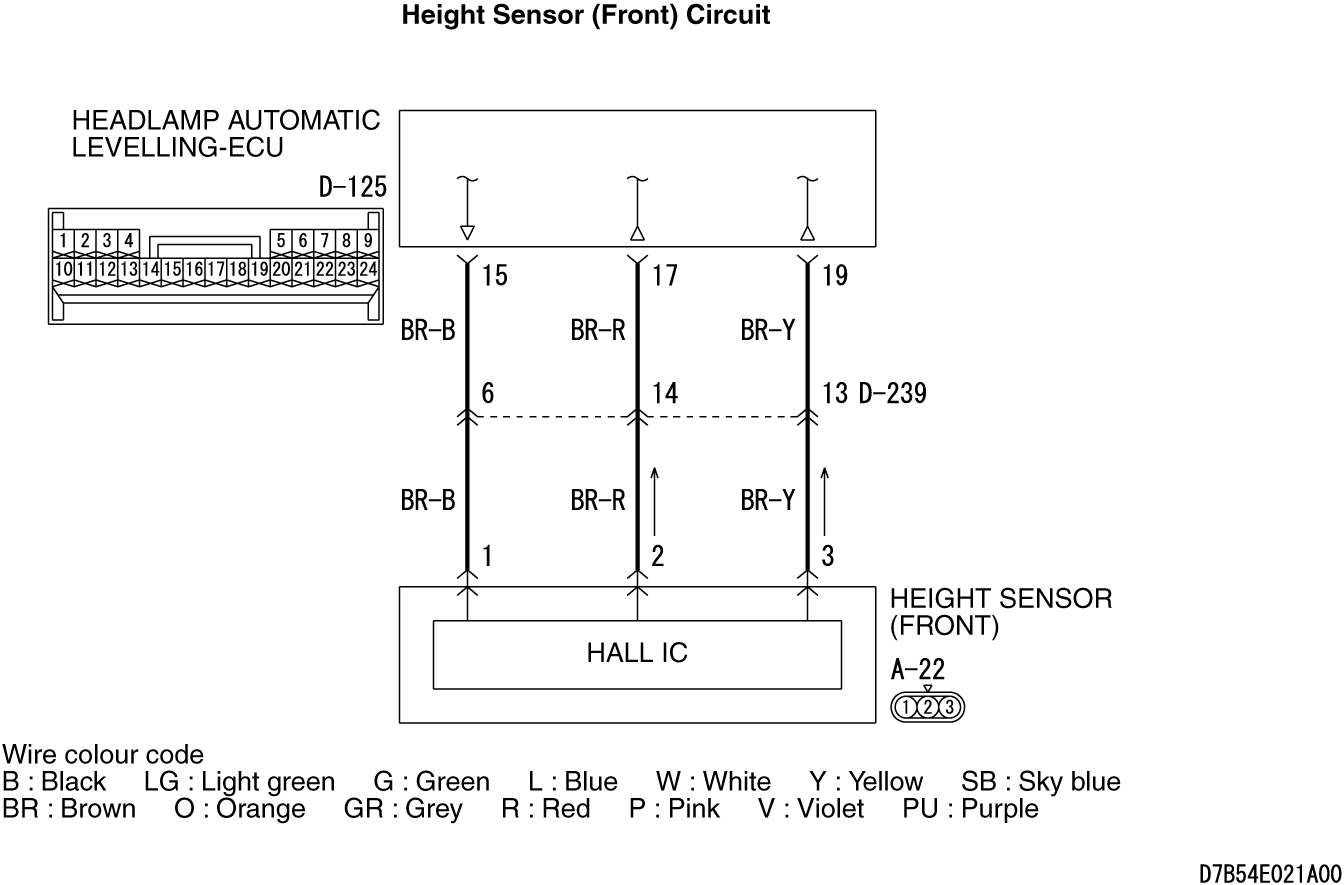 Height Sensor (Front) Circuit
HEADLAMP AUTOMATIC
LEVELLING-ECU
D-125
1 2 3 4 5 6 7 8 9
10 11 12 13 14 15 16 17 18 19 20 21 22 23 24
15 17 19
BR-B BR-R BR-Y
6 14 13 D-239
BR-B BR-R BR-Y
1 2 3
HALL IC
HEIGHT SENSOR
(FRONT)
A-22
1 2 3
Wire colour code
B : Black LG : Light green G : Green L : Blue W : White Y : Yellow SB : Sky blue
BR : Brown O : Orange GR : Grey R : Red P : Pink V : Violet PU : Purple
D7B54E021A00